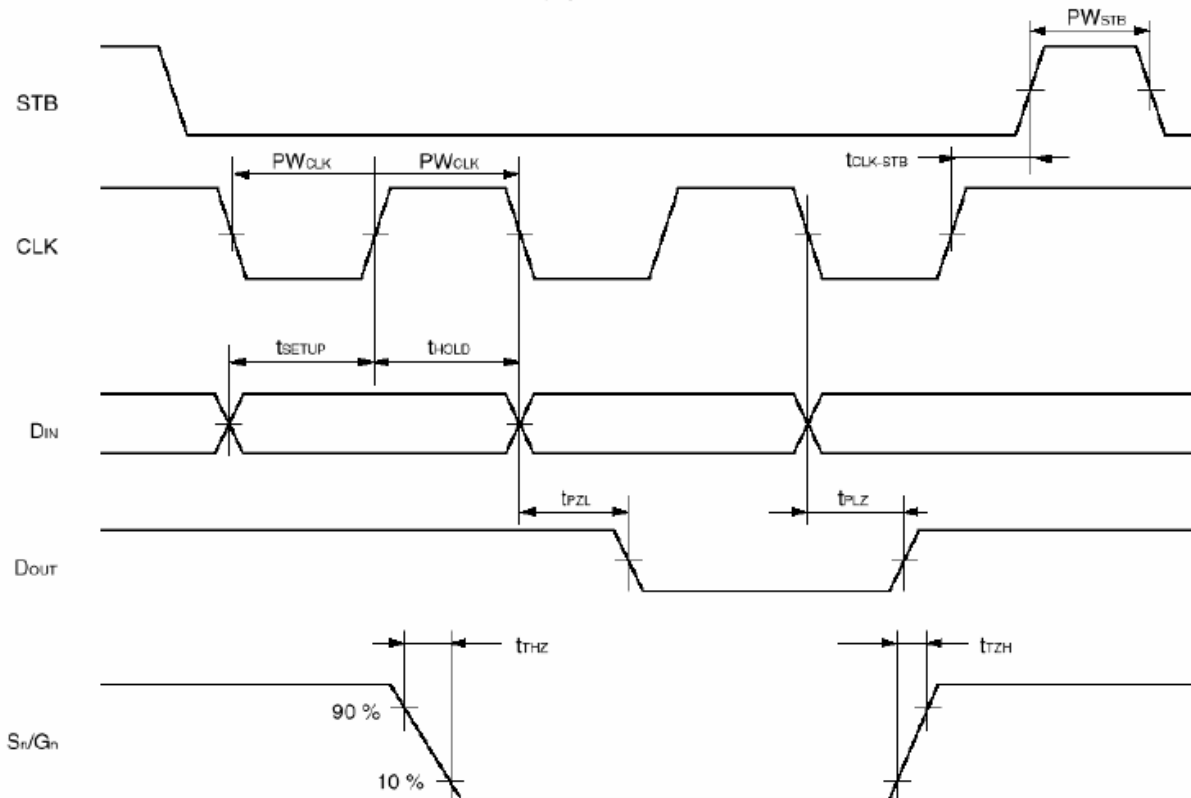 PWSTB
STB
tCLK-STB
PWCLK PWCLK
CLK
tSETUP tHOLD
DIN
tPZL tPLZ
DOUT
tTHZ tTZH
90 %
Sn/Gn
10 %